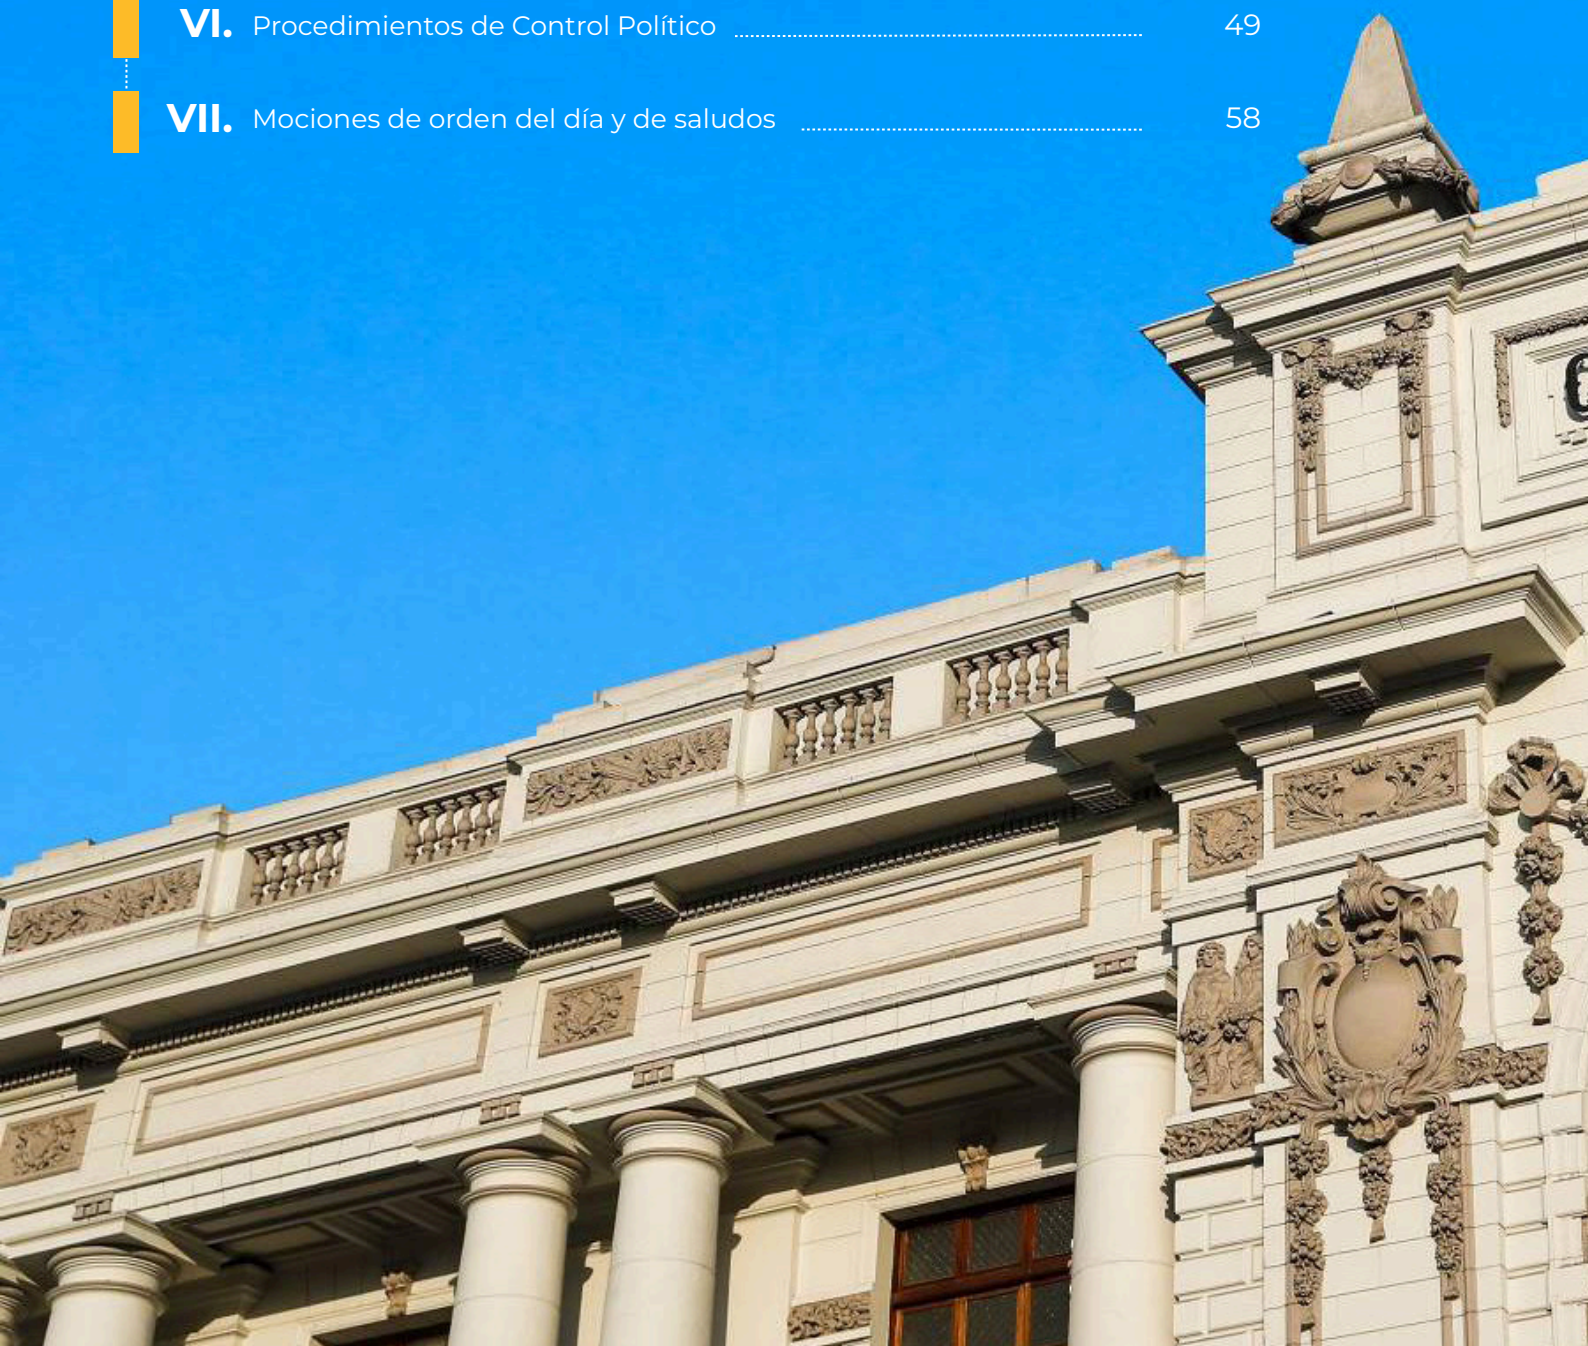 VI. Procedimientos de Control Político 49
VII. Mociones de orden del día y de saludos 58